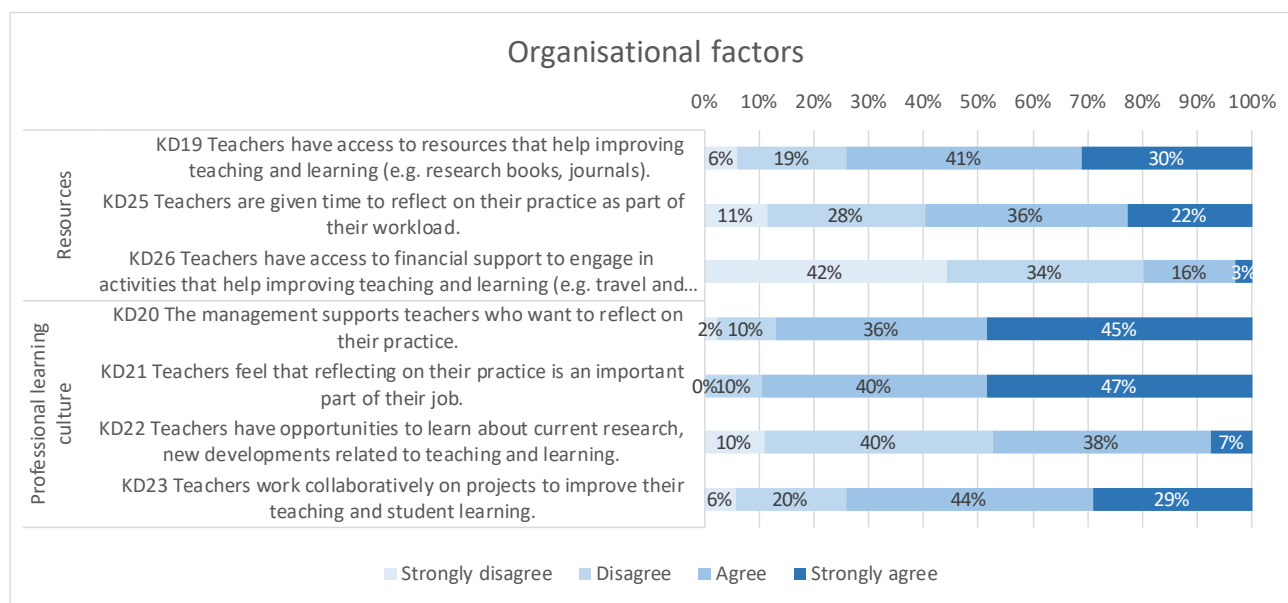 Organisational factors
0% 10% 20% 30% 40% 50% 60% 70% 80% 90% 100%
Resources
KD19 Teachers have access to resources that help improving
teaching and learning (e.g. research books, journals).
6% 19% 41% 30%
KD25 Teachers are given time to reflect on their practice as part of
their workload.
11% 28% 36% 22%
KD26 Teachers have access to financial support to engage in
activities that help improving teaching and learning (e.g. travel and...
42% 34% 16% 3%
Professional learning
culture
KD20 The management supports teachers who want to reflect on
their practice.
2% 10% 36% 45%
KD21 Teachers feel that reflecting on their practice is an important
part of their job.
0% 10% 40% 47%
KD22 Teachers have opportunities to learn about current research,
new developments related to teaching and learning.
10% 40% 38% 7%
KD23 Teachers work collaboratively on projects to improve their
teaching and student learning.
6% 20% 44% 29%
Strongly disagree Disagree Agree Strongly agree